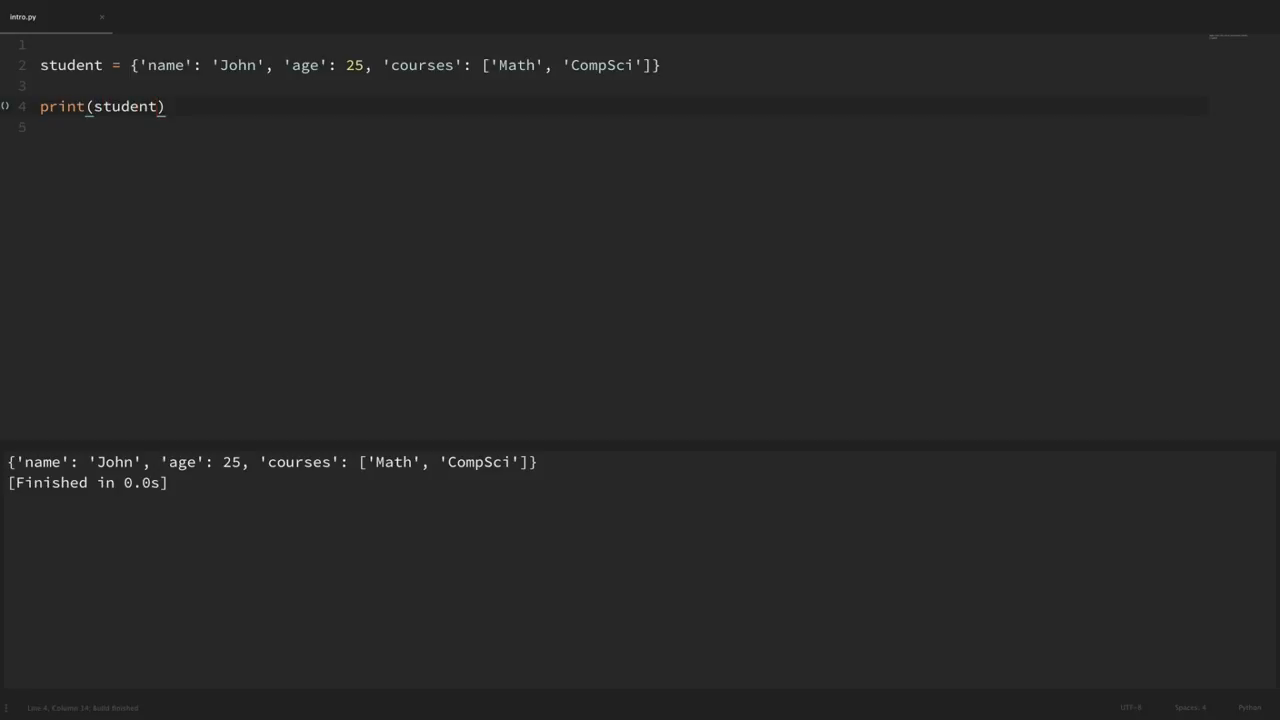 intro.py ×
1
2 student = {'name': 'John', 'age': 25, 'courses': ['Math', 'CompSci']}
3
() 4 print(student)
5
{'name': 'John', 'age': 25, 'courses': ['Math', 'CompSci']}
[Finished in 0.0s]
Line 4, Column 14; Build finished UTF-8 Spaces: 4 Python